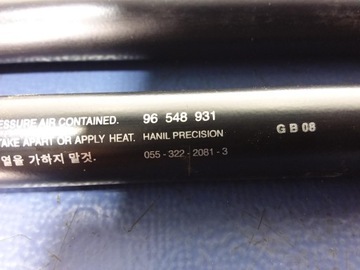 ESSURE AIR CONTAINED. 96 548 931
TAKE APART OR APPLY HEAT. HANIL PRECISION G B 08
열을 가하지 말것. 055 - 322 - 2081 - 3